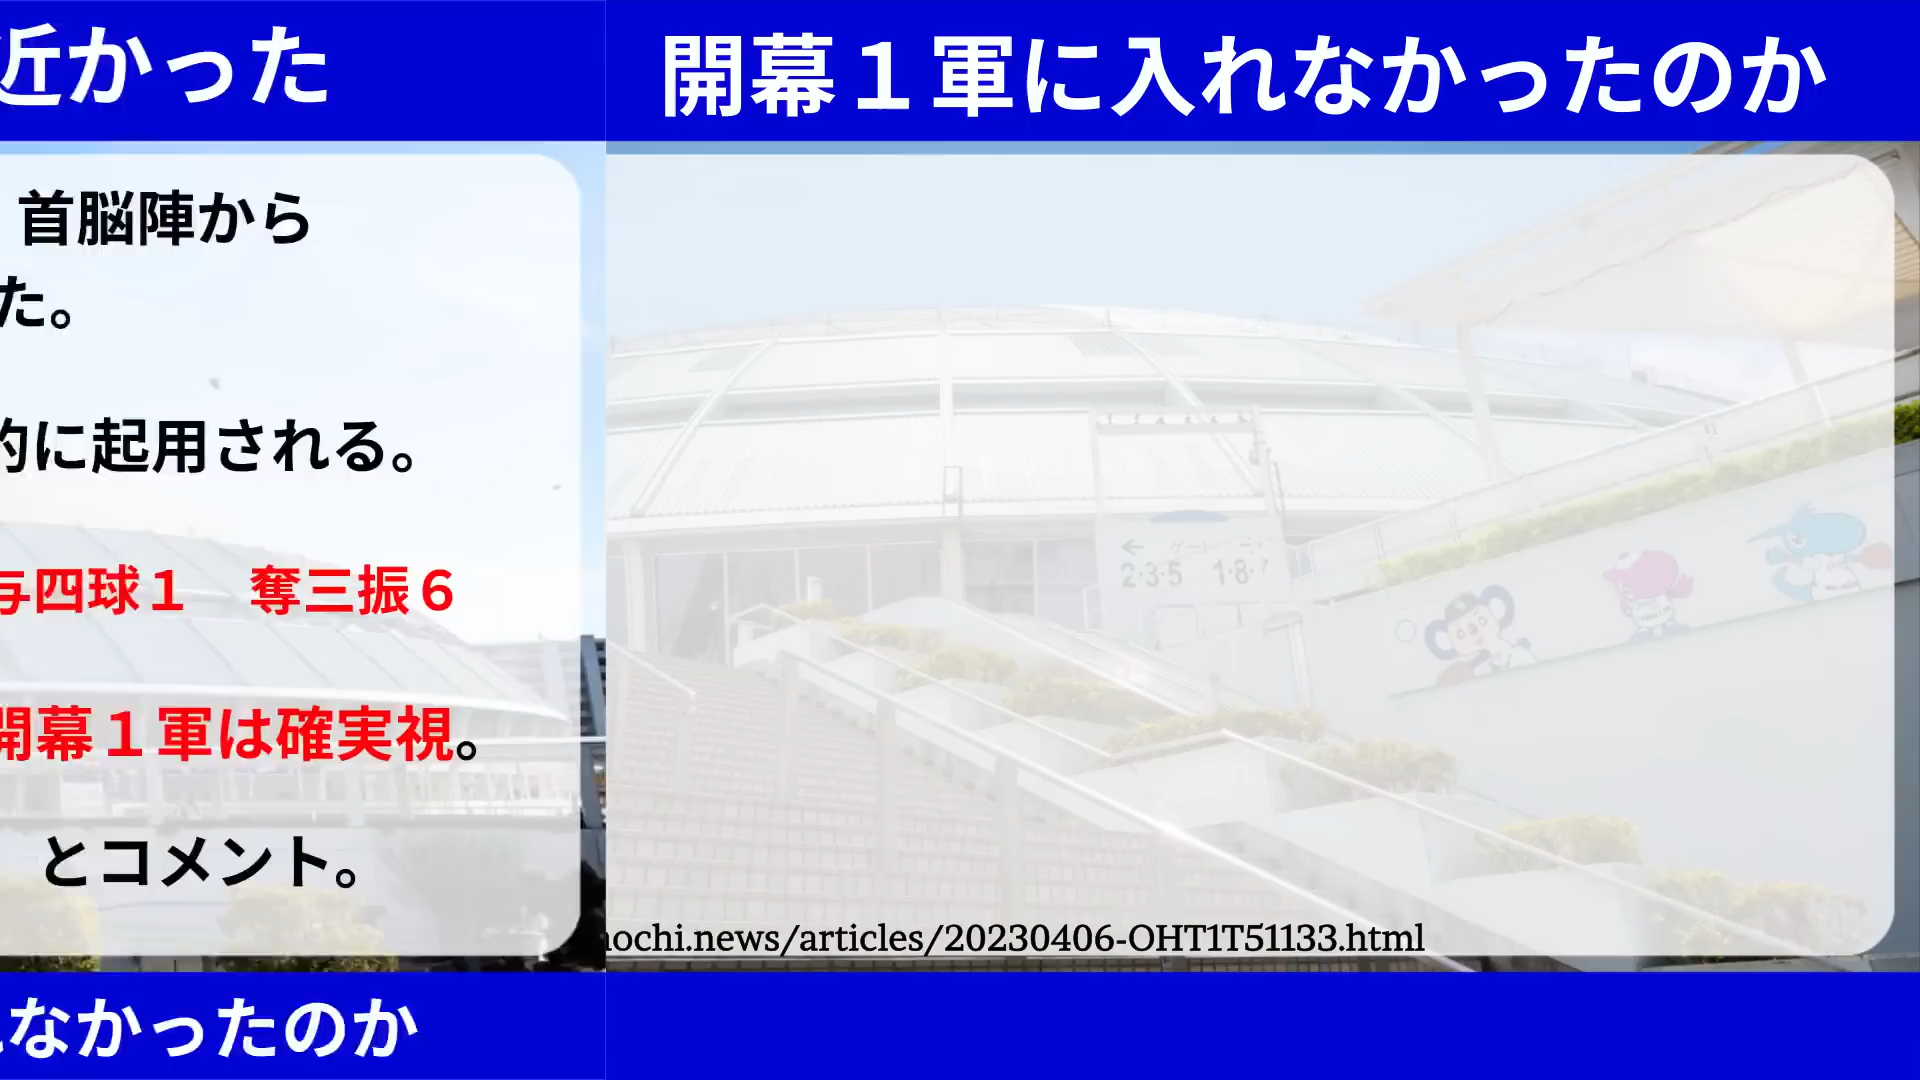 近かった
首脳陣から
た。
的に起用される。
与四球１　奪三振６
開幕１軍は確実視。
とコメント。
れなかったのか
開幕１軍に入れなかったのか
2･3･5 1･8･7
ochi.news/articles/20230406-OHT1T51133.html